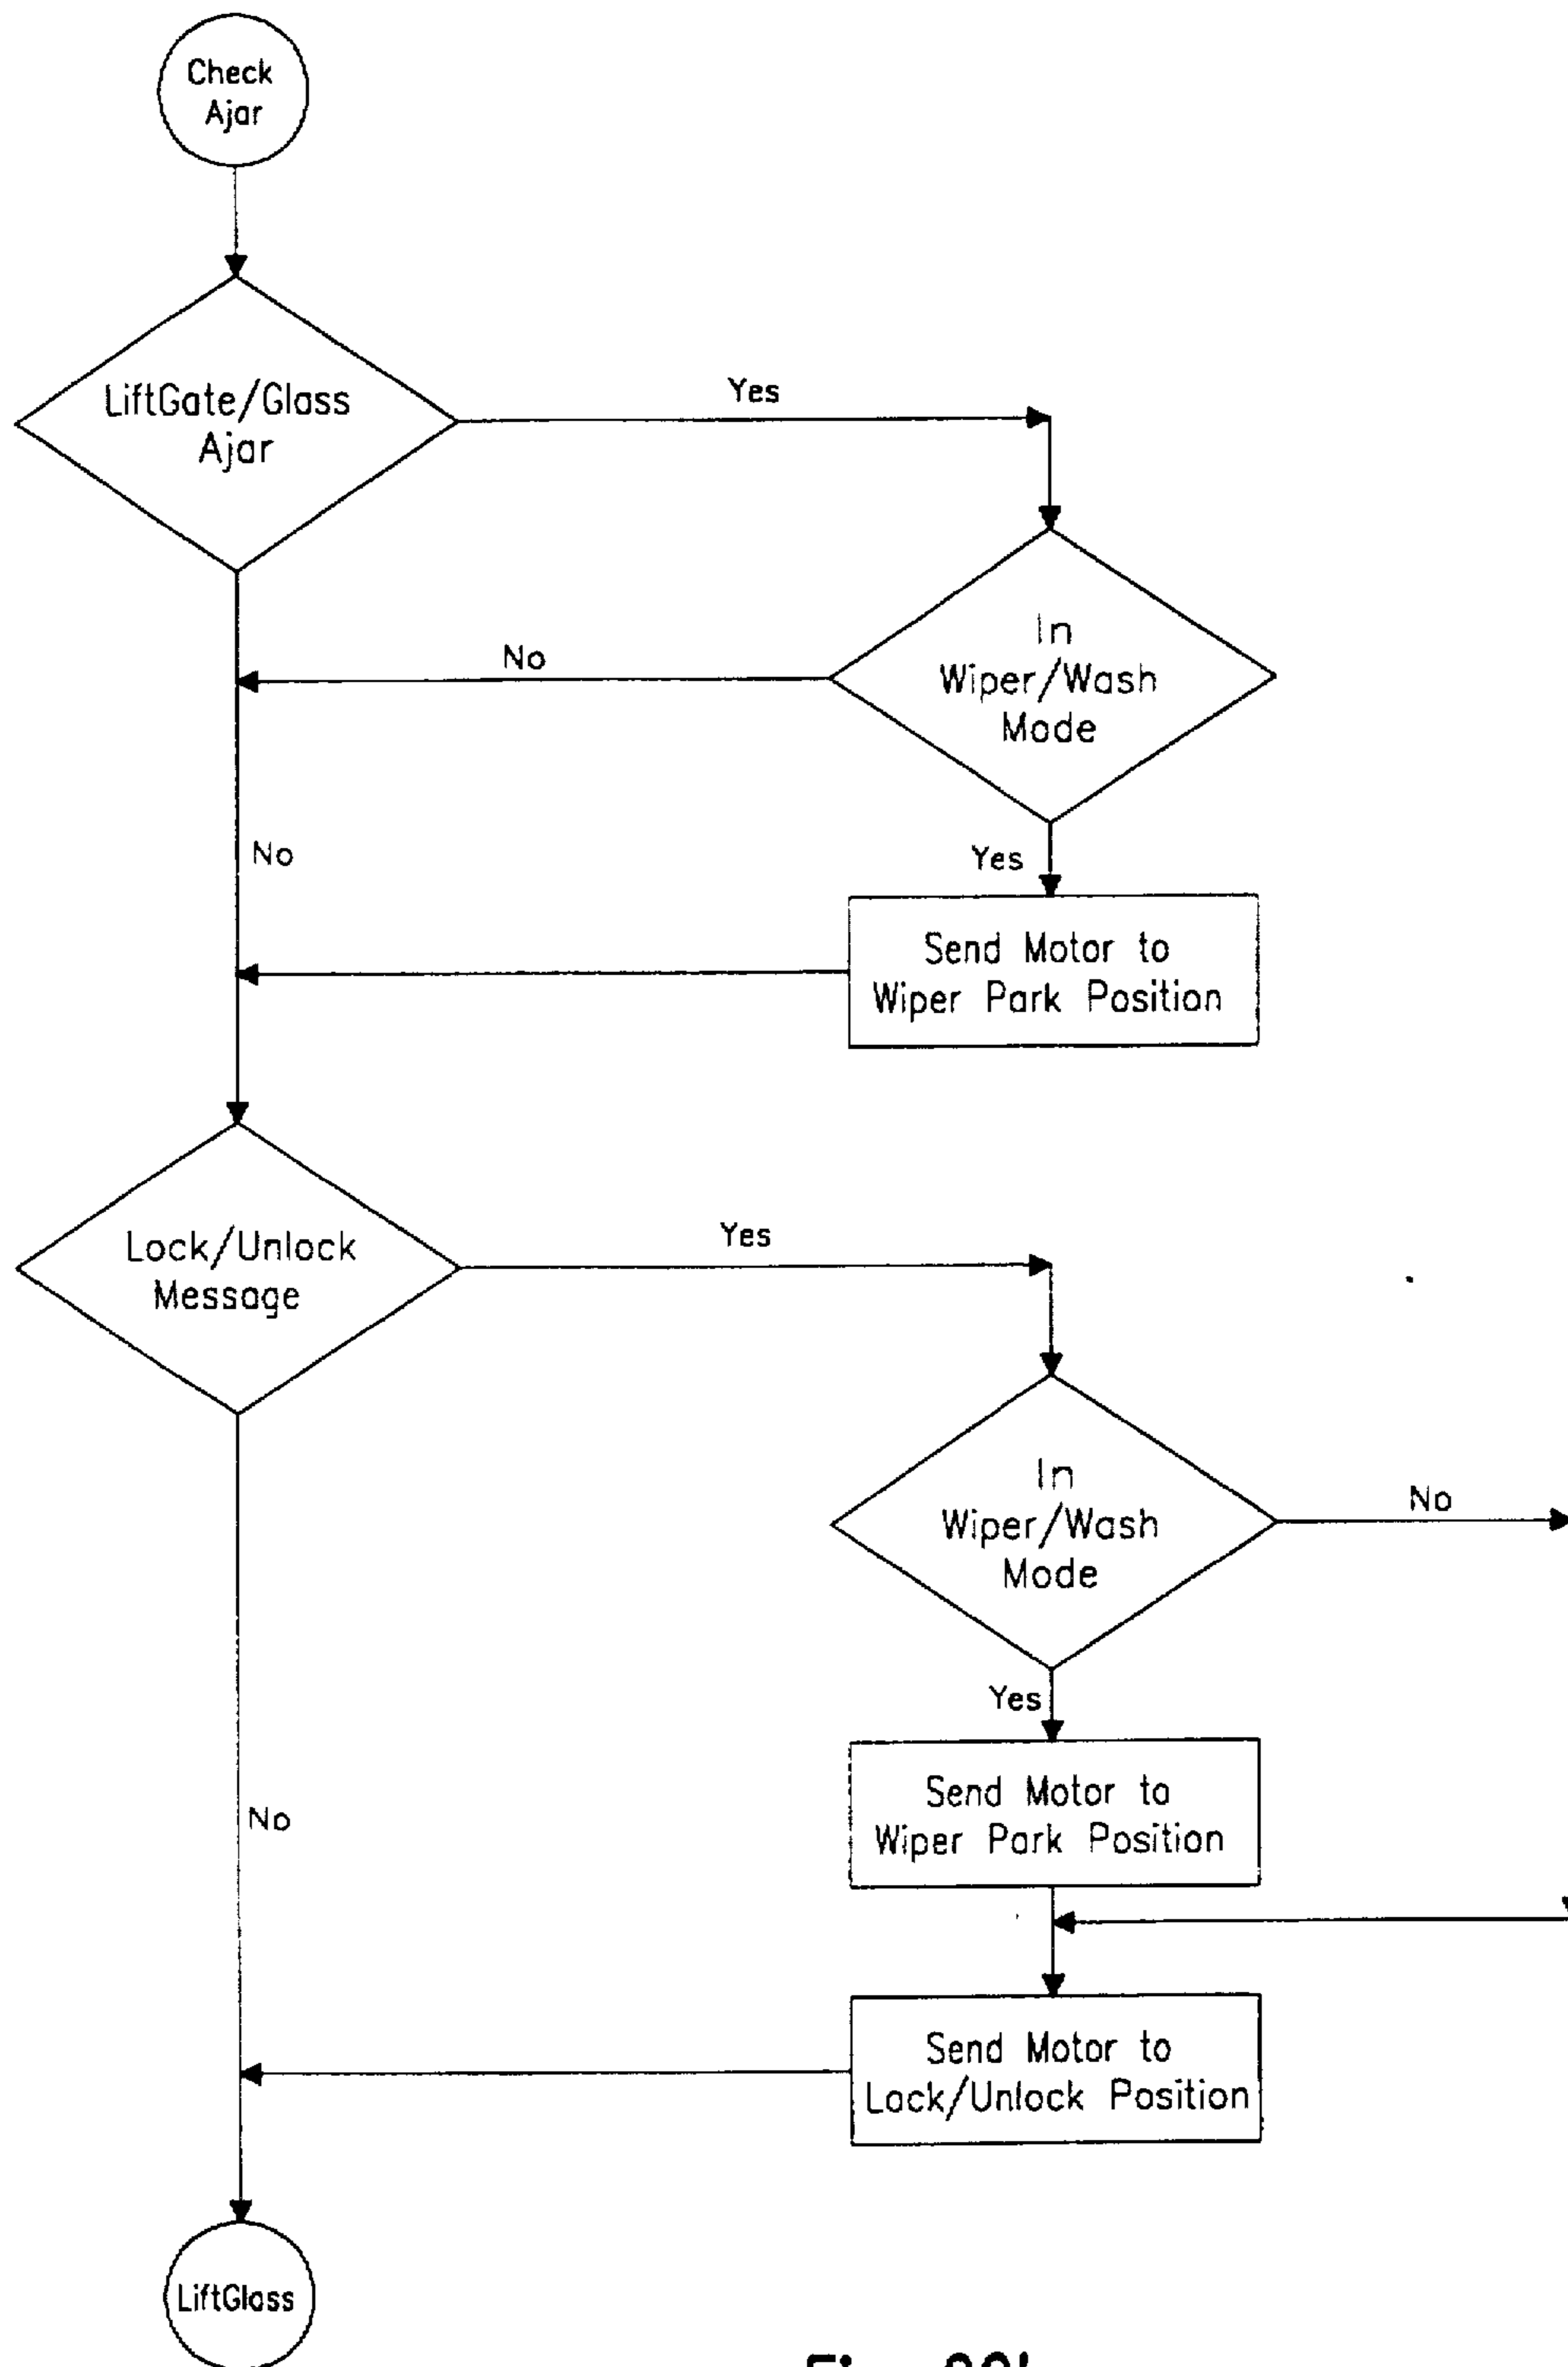 Check
Ajar
LiftGate/Glass
Ajar
Yes
In
Wiper/Wash
Mode
No
Yes
No
Send Motor to
Wiper Park Position
Lock/Unlock
Message
Yes
In
Wiper/Wash
Mode
No
Yes
Send Motor to
Wiper Park Position
No
Send Motor to
Lock/Unlock Position
LiftGlass